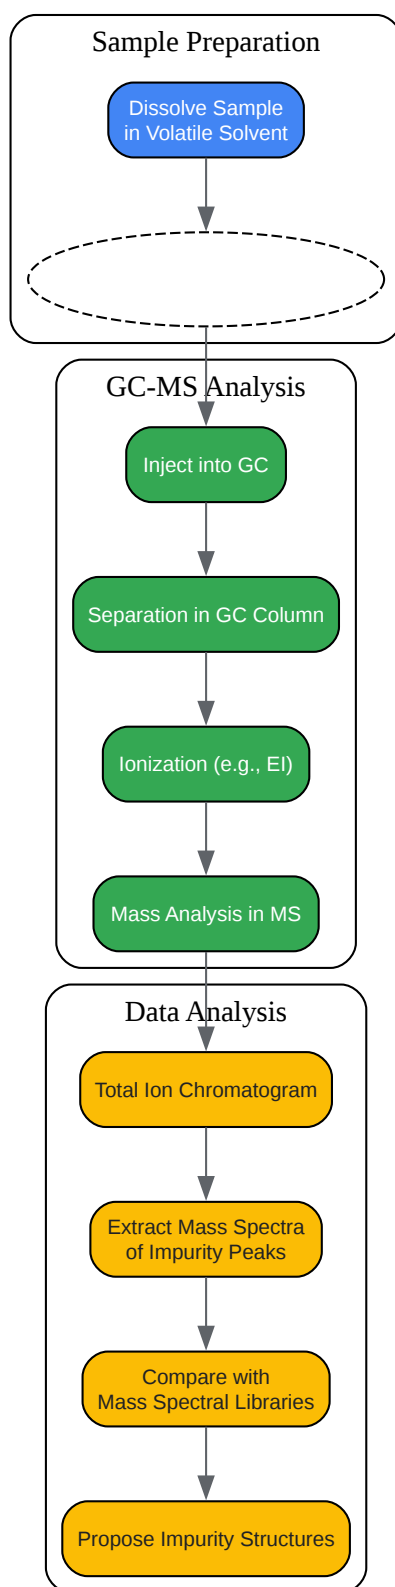 Sample Preparation
Dissolve Sample
in Volatile Solvent
GC-MS Analysis
Inject into GC
Separation in GC Column
Ionization (e.g., EI)
Mass Analysis in MS
Data Analysis
Total Ion Chromatogram
Extract Mass Spectra
of Impurity Peaks
Compare with
Mass Spectral Libraries
Propose Impurity Structures